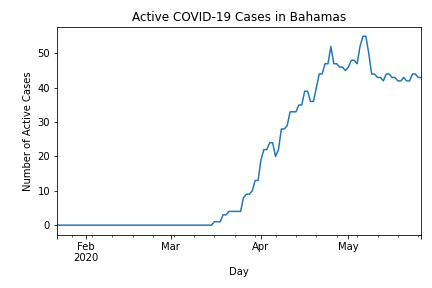 Active COVID-19 Cases in Bahamas
Number of Active Cases
50
40
30
20
10
0
Feb
2020
Mar
Apr
May
Day